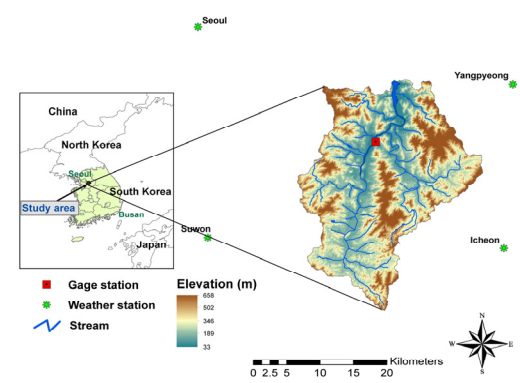 Seoul
Yangpyeong
China
North Korea
Seoul
South Korea
Study area
Busan
Japan
Suwon
Icheon
Gage station
Weather station
Stream
Elevation (m)
658
502
346
189
33
N
W
E
S
Kilometers
0 2.5 5 10 15 20